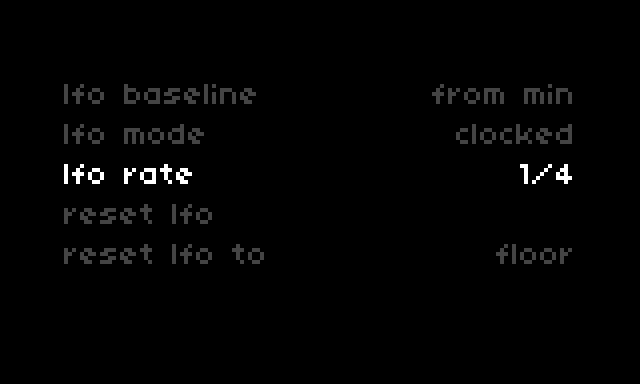 lfo baseline from min
lfo mode clocked
lfo rate 1/4
reset lfo
reset lfo to floor